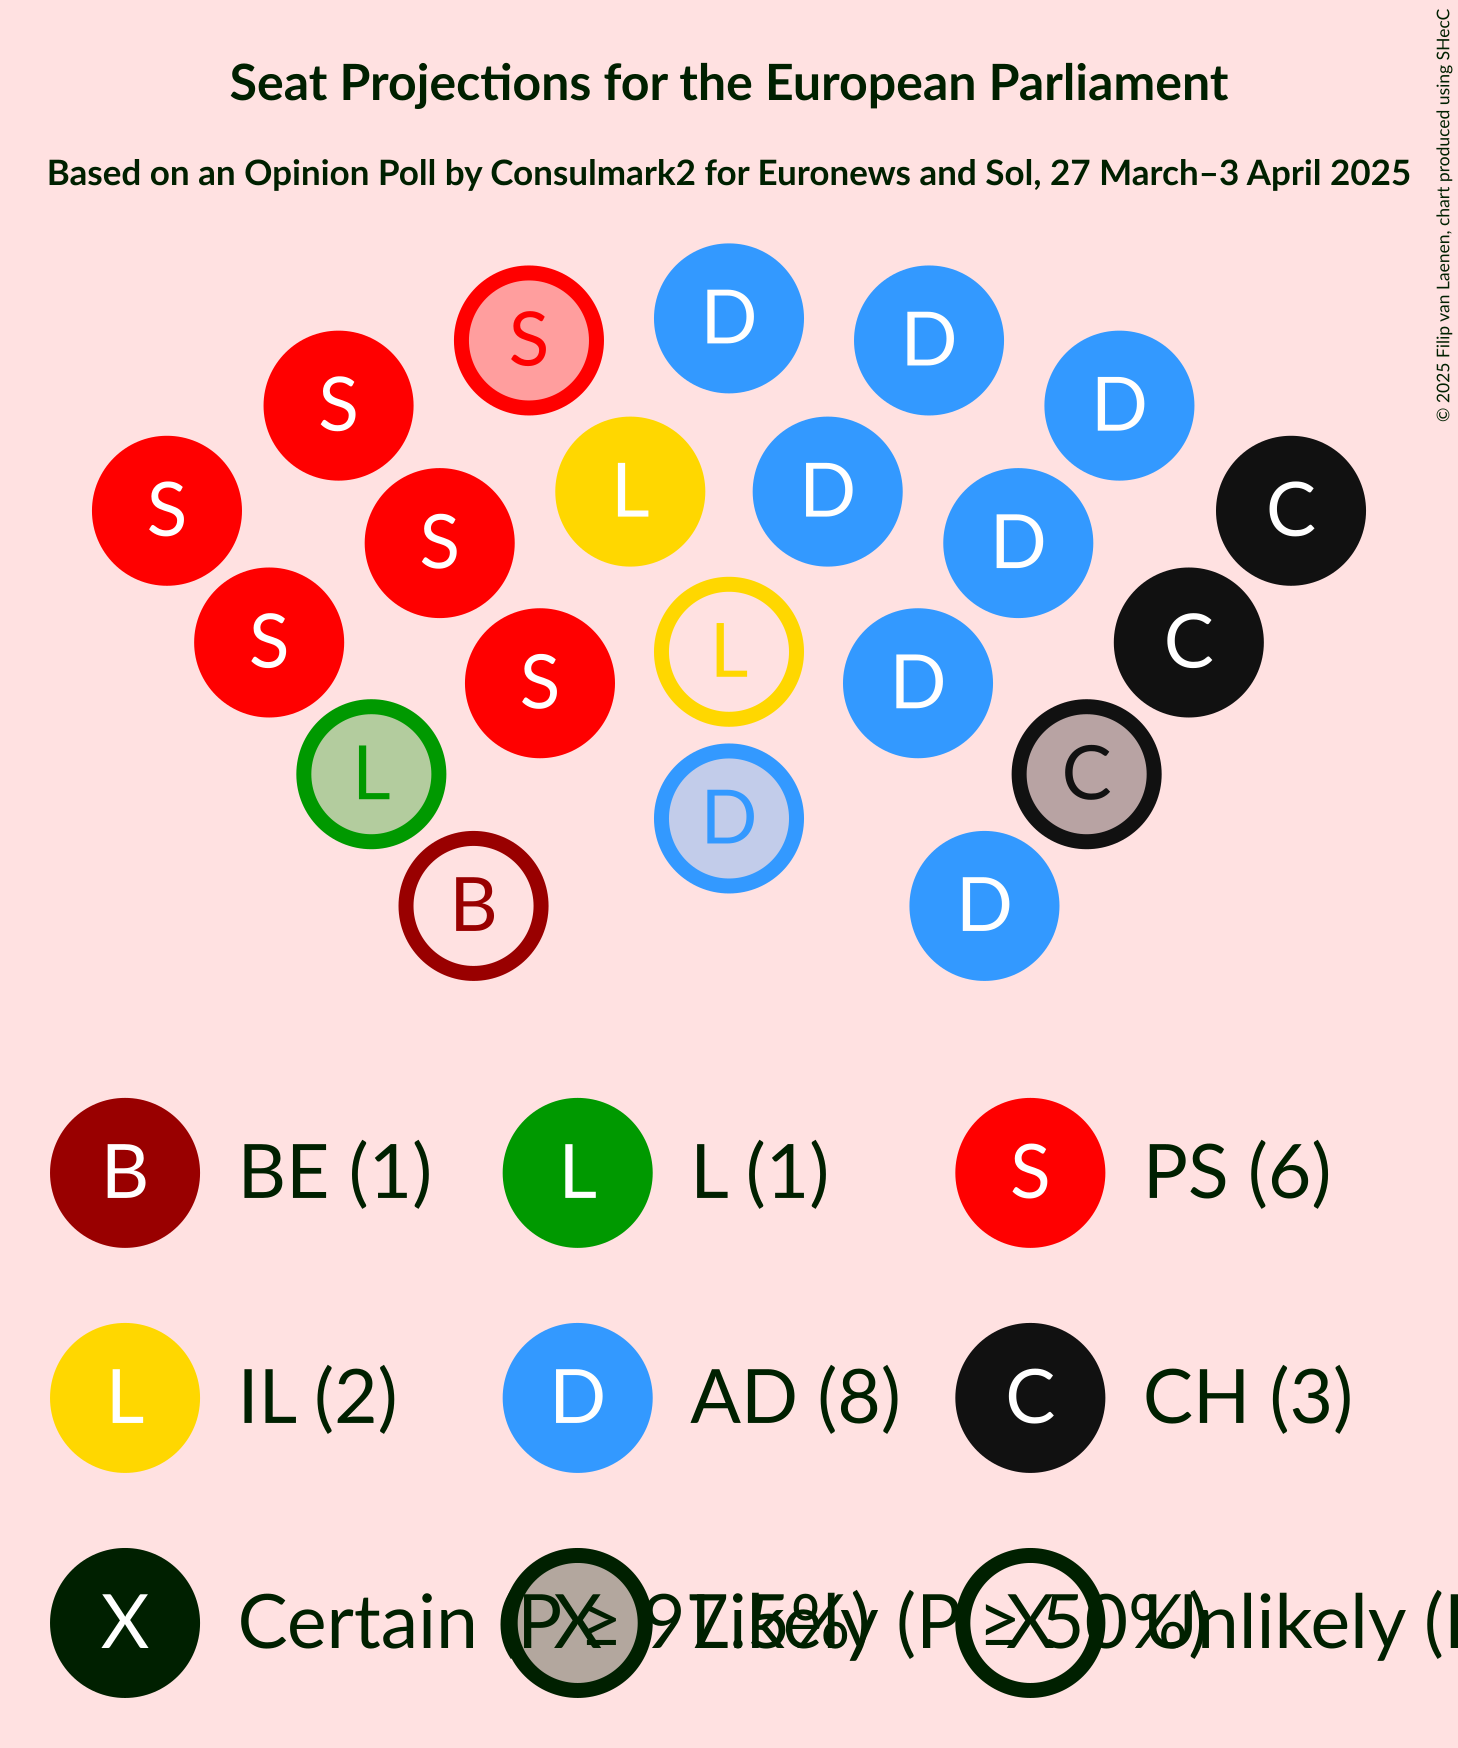 Seat Projections for the European Parliament
Based on an Opinion Poll by Consulmark2 for Euronews and Sol, 27 March–3 April 2025
© 2025 Filip van Laenen, chart produced using SHecC
D
S D
S D
L D
S C
S D
L
S C
S D
L C
D
B D
B BE (1) L L (1) S PS (6)
L IL (2) D AD (8) C CH (3)
X Certain (P ≥ 97.5%) X Likely (P ≥ 50%) X Unlikely (